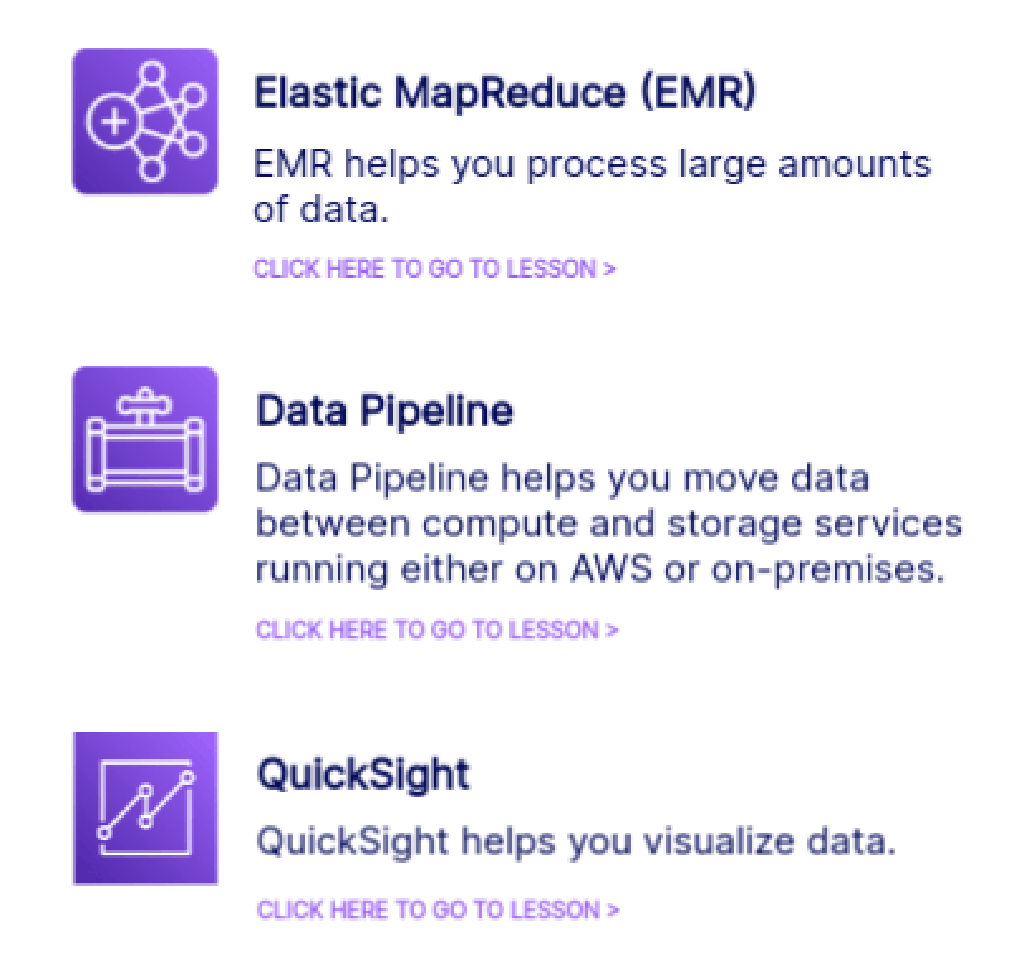 Elastic MapReduce (EMR)
EMR helps you process large amounts
of data.
CLICK HERE TO GO TO LESSON >
Data Pipeline
Data Pipeline helps you move data
between compute and storage services
running either on AWS or on-premises.
CLICK HERE TO GO TO LESSON >
QuickSight
QuickSight helps you visualize data.
CLICK HERE TO GO TO LESSON >